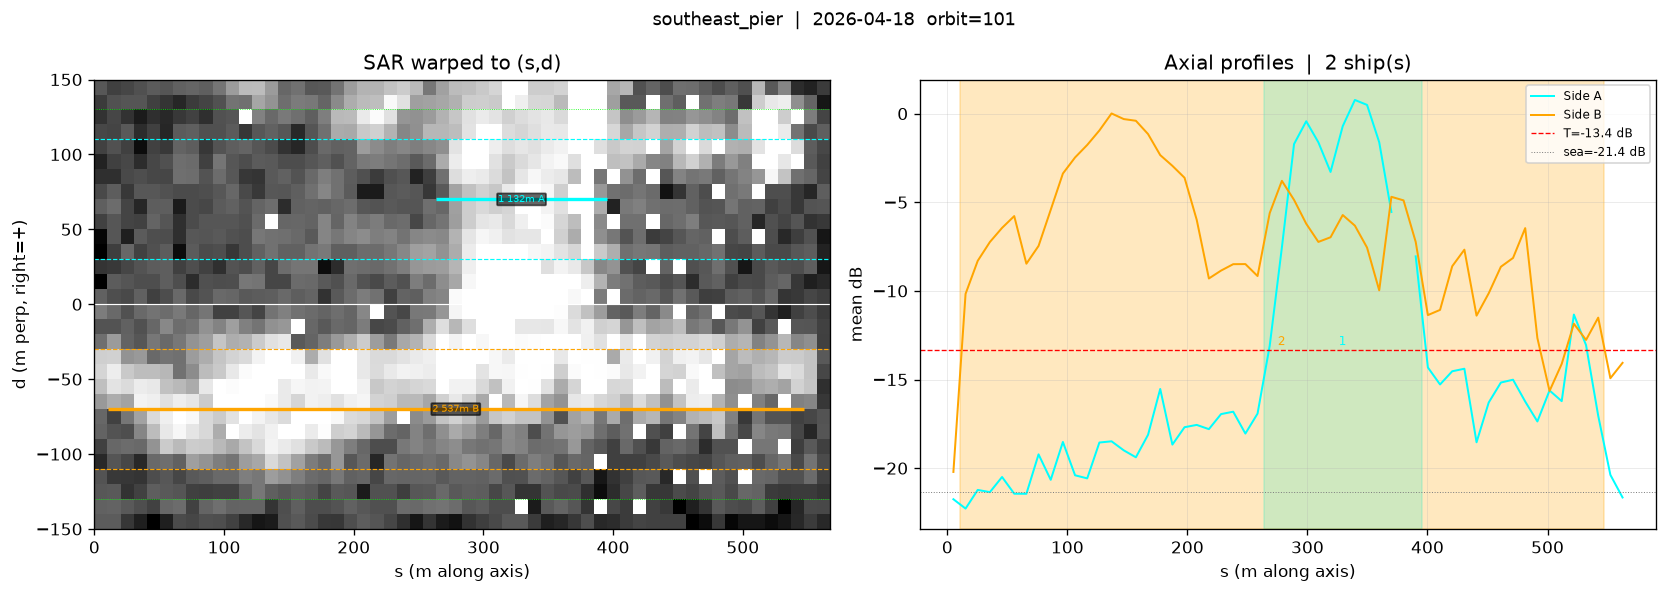 southeast_pier  |  2026-04-18  orbit=101
SAR warped to (s,d)
150
100
50
0
−50
−100
−150
d (m perp, right=+)
1 132m A
2 537m B
0
100
200
300
400
500
s (m along axis)
Axial profiles  |  2 ship(s)
0
−5
−10
−15
−20
mean dB
Side A
Side B
T=-13.4 dB
sea=-21.4 dB
2
1
0
100
200
300
400
500
s (m along axis)